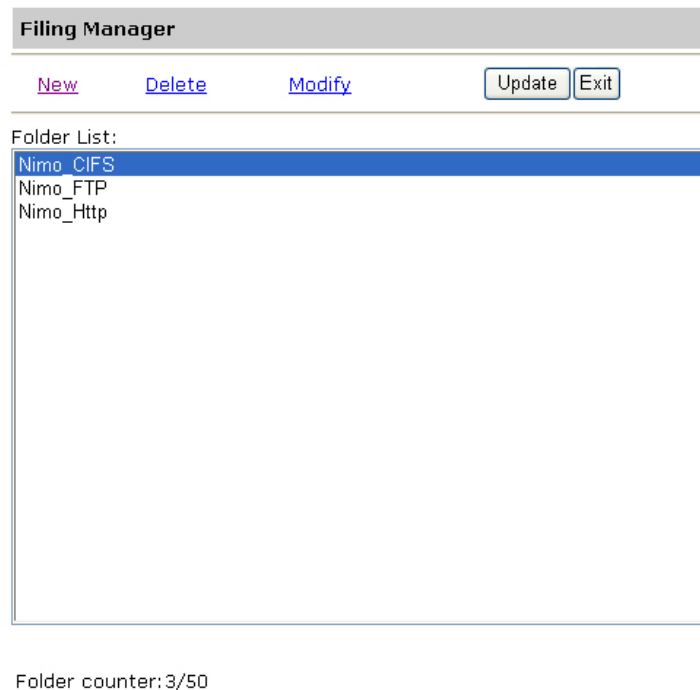 Filing Manager
New Delete Modify Update Exit
Folder List:
Nimo_CIFS
Nimo_FTP
Nimo_Http
Folder counter:3/50